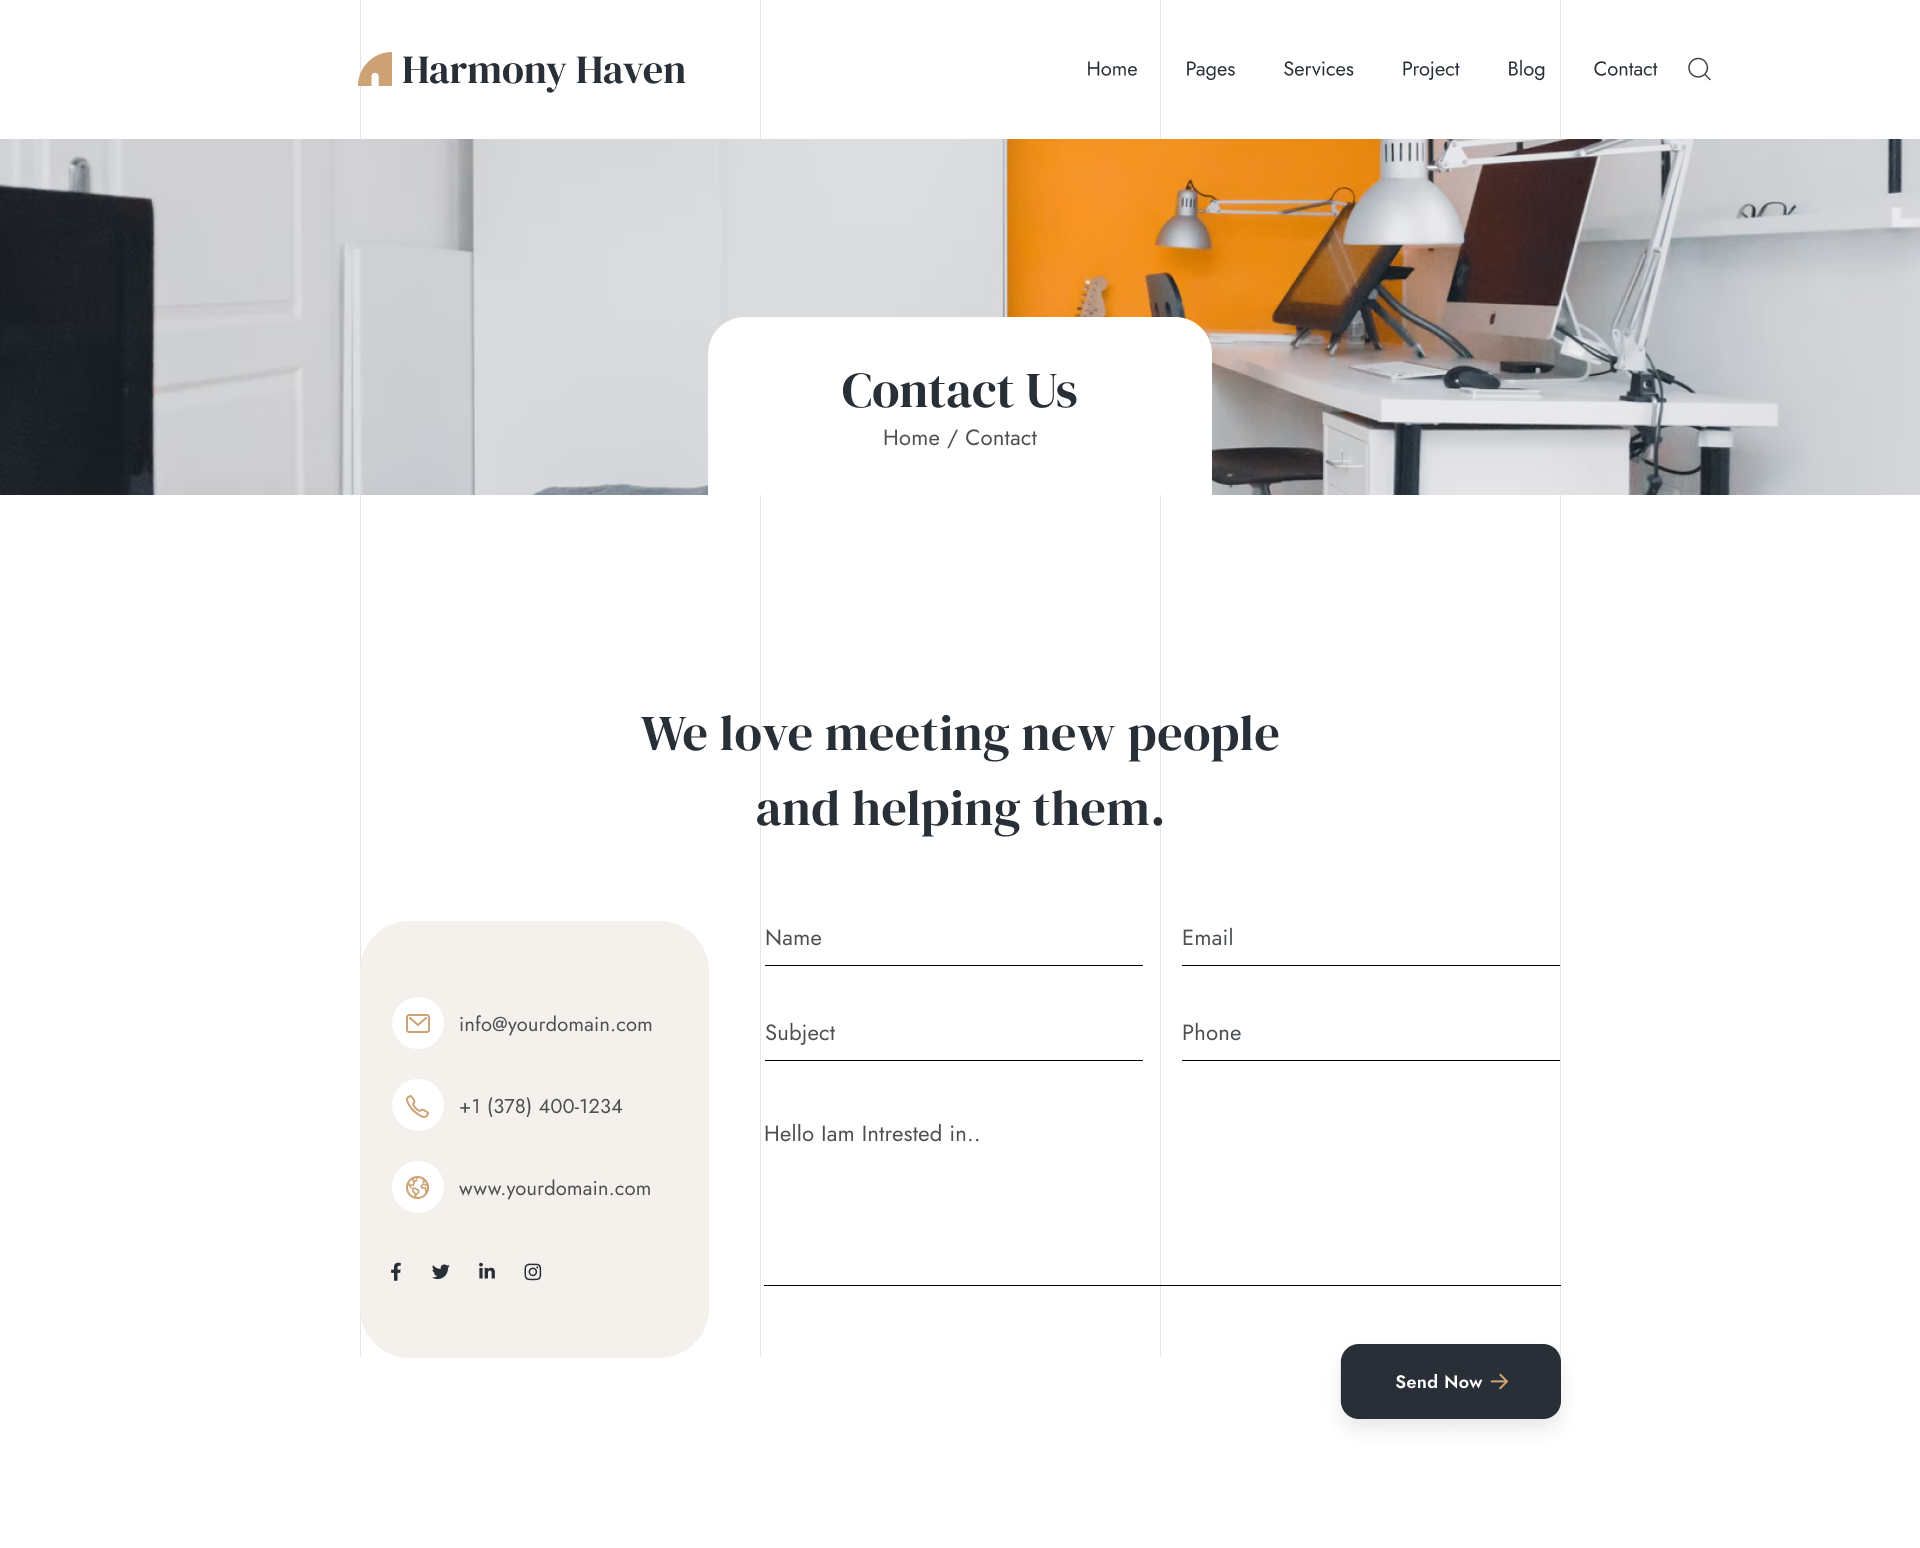 Harmony Haven
Home Pages Services Project Blog Contact
Contact Us
Home / Contact
We love meeting new people
and helping them.
info@yourdomain.com
+1 (378) 400-1234
www.yourdomain.com
Name
Email
Subject
Phone
Hello Iam Intrested in..
Send Now